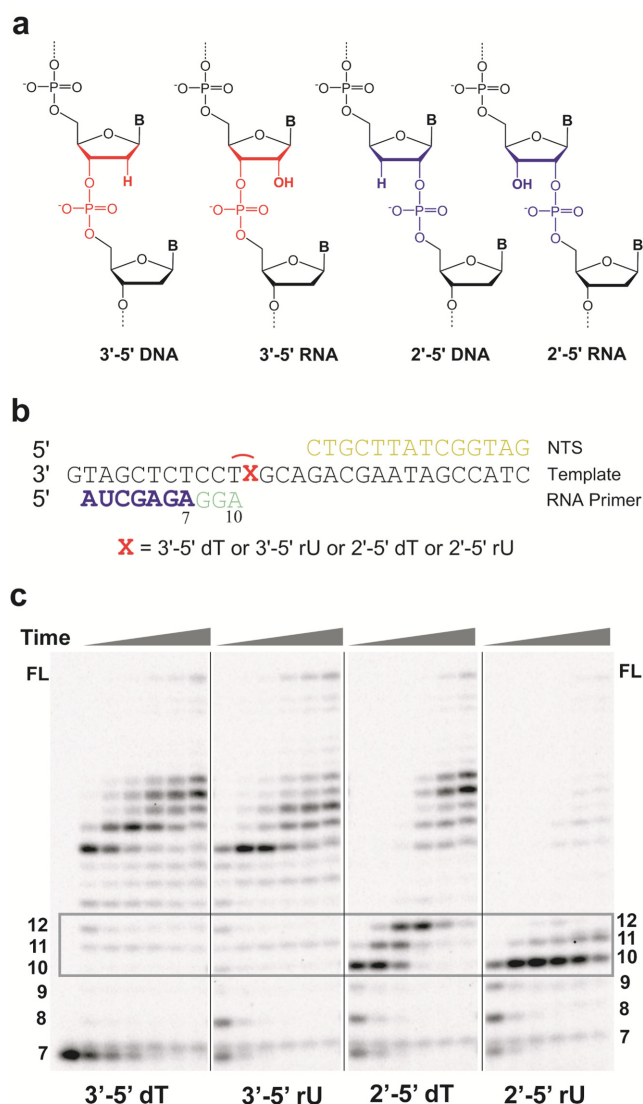 a
O
⁻O-P=O
O
O
B
H
O
⁻O-P=O
O
O
B
O
3'-5' DNA
O
⁻O-P=O
O
O
B
OH
O
⁻O-P=O
O
O
B
O
3'-5' RNA
O
⁻O-P=O
O
O
B
H
O
⁻O-P=O
O
O
B
O
2'-5' DNA
O
⁻O-P=O
O
O
B
OH
O
⁻O-P=O
O
O
B
O
2'-5' RNA
b
5' CTGCTTATCGGTAG NTS
3' GTAGCTCTCCTXGCAGACGAATAGCCATC Template
5' AUCGAGAGGA RNA Primer
7 10
X = 3'-5' dT or 3'-5' rU or 2'-5' dT or 2'-5' rU
c
Time
FL FL
12 12
11 11
10 10
9 9
8 8
7 7
3'-5' dT 3'-5' rU 2'-5' dT 2'-5' rU